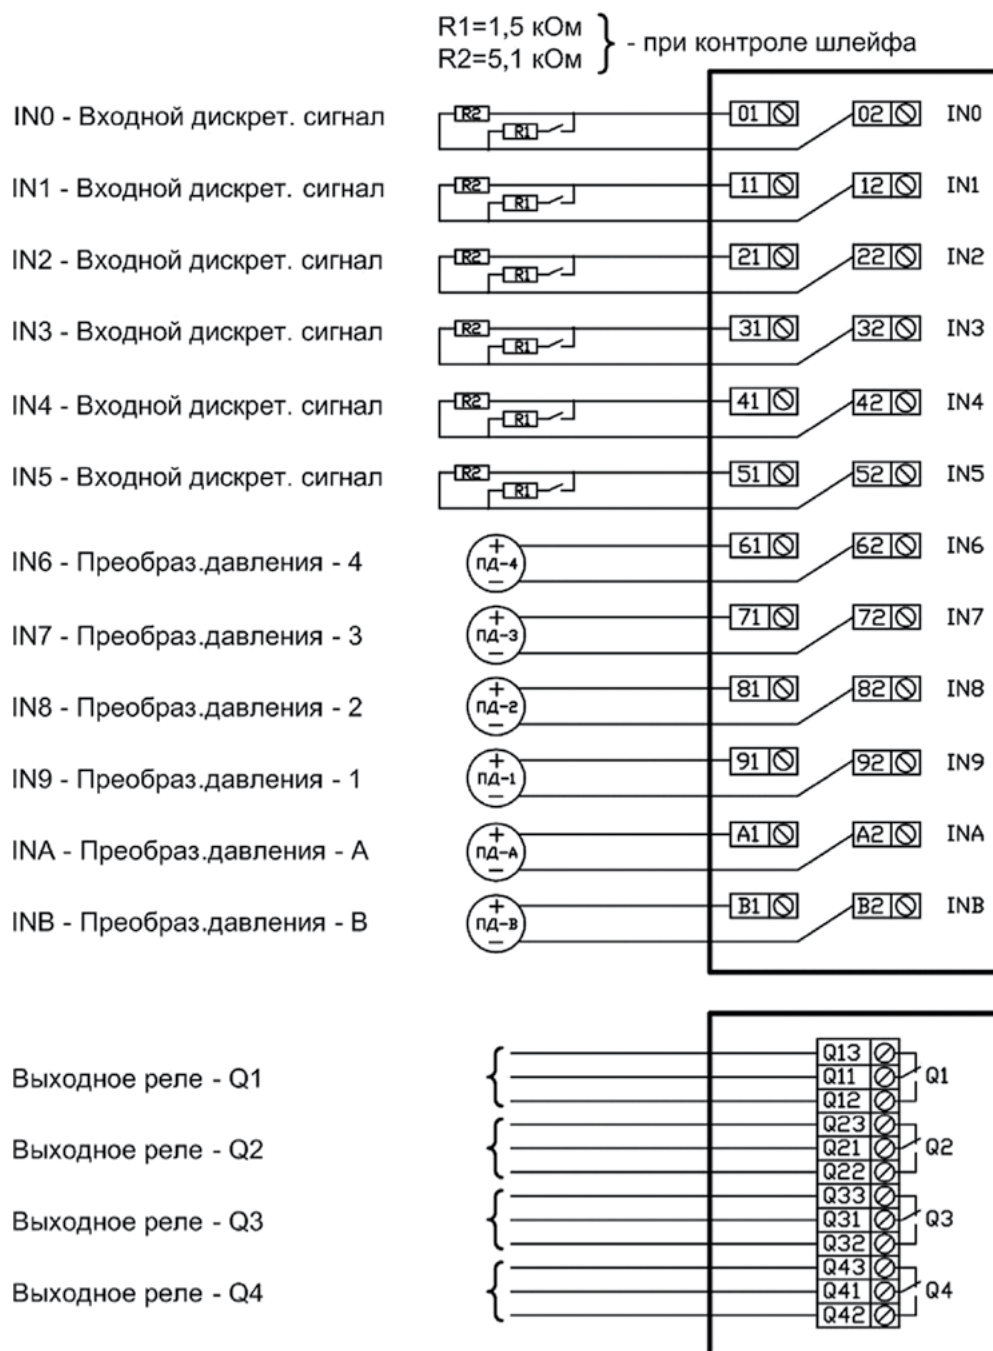 R1=1,5 кОм
R2=5,1 кОм
- при контроле шлейфа
IN0 - Входной дискрет. сигнал R2 R1 01 02 IN0
IN1 - Входной дискрет. сигнал R2 R1 11 12 IN1
IN2 - Входной дискрет. сигнал R2 R1 21 22 IN2
IN3 - Входной дискрет. сигнал R2 R1 31 32 IN3
IN4 - Входной дискрет. сигнал R2 R1 41 42 IN4
IN5 - Входной дискрет. сигнал R2 R1 51 52 IN5
IN6 - Преобраз.давления - 4 + ПД-4 − 61 62 IN6
IN7 - Преобраз.давления - 3 + ПД-3 − 71 72 IN7
IN8 - Преобраз.давления - 2 + ПД-2 − 81 82 IN8
IN9 - Преобраз.давления - 1 + ПД-1 − 91 92 IN9
INA - Преобраз.давления - А + ПД-А − A1 A2 INA
INB - Преобраз.давления - В + ПД-В − B1 B2 INB
Q13
Выходное реле - Q1 Q11 Q1
Q12
Q23
Выходное реле - Q2 Q21 Q2
Q22
Q33
Выходное реле - Q3 Q31 Q3
Q32
Q43
Выходное реле - Q4 Q41 Q4
Q42